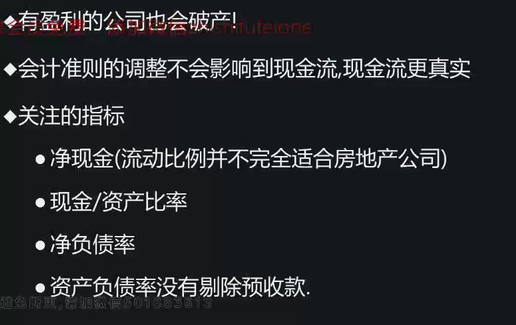 ◆有盈利的公司也会破产!
◆会计准则的调整不会影响到现金流,现金流更真实
◆关注的指标
●净现金(流动比例并不完全适合房地产公司)
●现金/资产比率
●净负债率
●资产负债率没有剔除预收款.